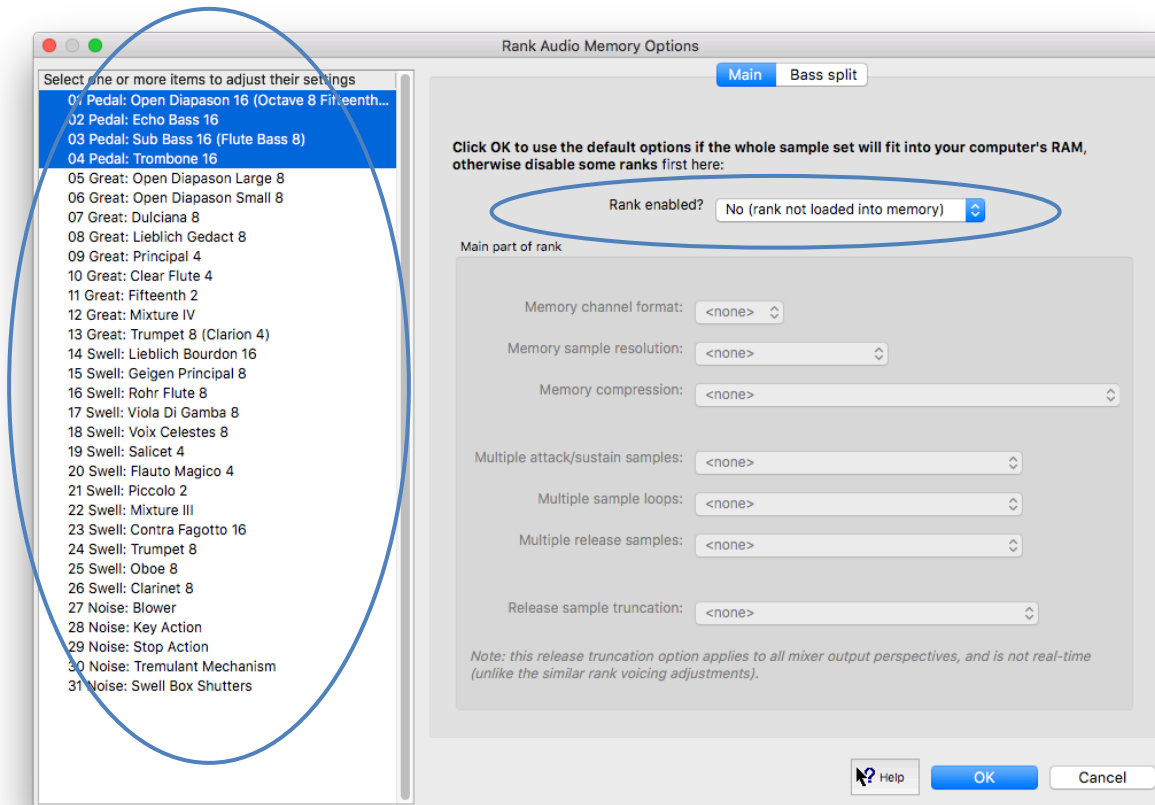 Rank Audio Memory Options
Select one or more items to adjust their settings
01 Pedal: Open Diapason 16 (Octave 8 Fifteenth...
02 Pedal: Echo Bass 16
03 Pedal: Sub Bass 16 (Flute Bass 8)
04 Pedal: Trombone 16
05 Great: Open Diapason Large 8
06 Great: Open Diapason Small 8
07 Great: Dulciana 8
08 Great: Lieblich Gedact 8
09 Great: Principal 4
10 Great: Clear Flute 4
11 Great: Fifteenth 2
12 Great: Mixture IV
13 Great: Trumpet 8 (Clarion 4)
14 Swell: Lieblich Bourdon 16
15 Swell: Geigen Principal 8
16 Swell: Rohr Flute 8
17 Swell: Viola Di Gamba 8
18 Swell: Voix Celestes 8
19 Swell: Salicet 4
20 Swell: Flauto Magico 4
21 Swell: Piccolo 2
22 Swell: Mixture III
23 Swell: Contra Fagotto 16
24 Swell: Trumpet 8
25 Swell: Oboe 8
26 Swell: Clarinet 8
27 Noise: Blower
28 Noise: Key Action
29 Noise: Stop Action
30 Noise: Tremulant Mechanism
31 Noise: Swell Box Shutters
Main Bass split
Click OK to use the default options if the whole sample set will fit into your computer's RAM,
otherwise disable some ranks first here:
Rank enabled? No (rank not loaded into memory)
Main part of rank
Memory channel format: <none>
Memory sample resolution: <none>
Memory compression: <none>
Multiple attack/sustain samples: <none>
Multiple sample loops: <none>
Multiple release samples: <none>
Release sample truncation: <none>
Note: this release truncation option applies to all mixer output perspectives, and is not real-time
(unlike the similar rank voicing adjustments).
? Help OK Cancel